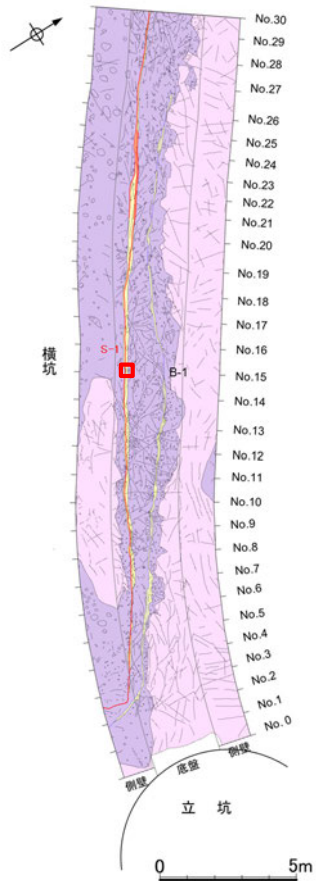 No.30
No.29
No.28
No.27
No.26
No.25
No.24
No.23
No.22
No.21
No.20
No.19
No.18
No.17
横坑
S-1
No.16
B-1
No.15
No.14
No.13
No.12
No.11
No.10
No.9
No.8
No.7
No.6
No.5
No.4
No.3
No.2
No.1
No.0
側壁
底盤
側壁
立 坑
0
5m